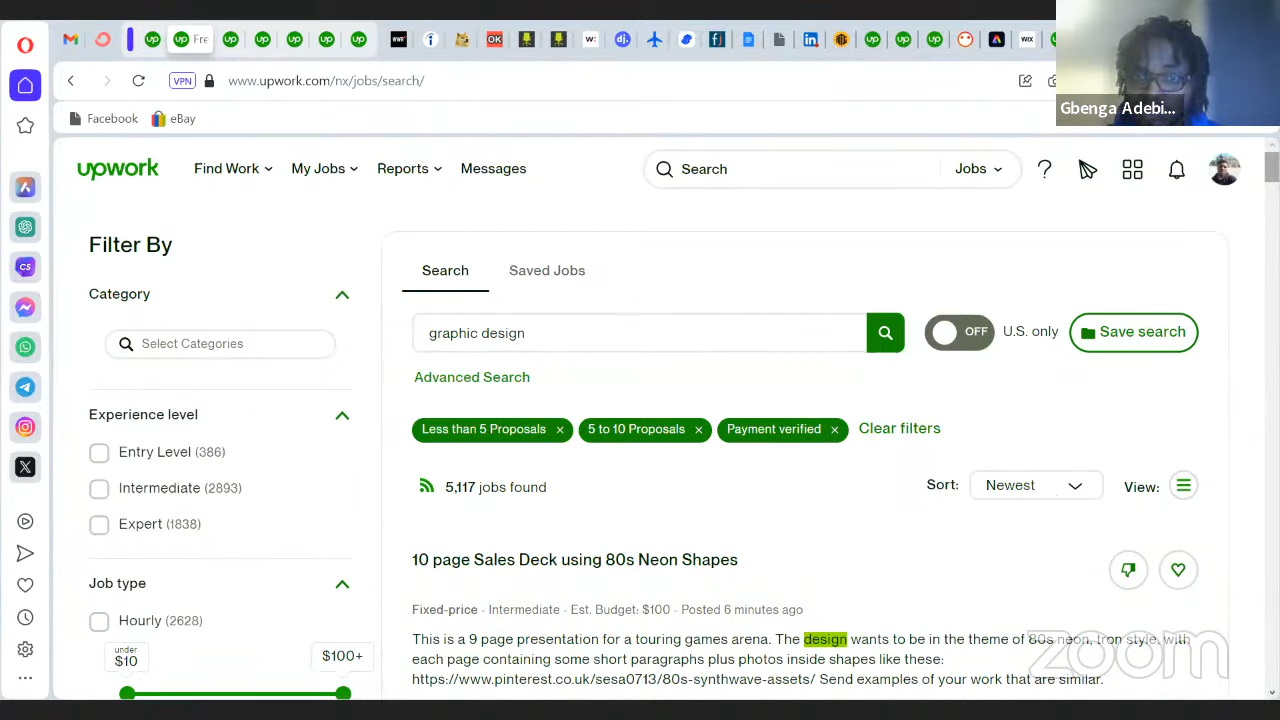 Fre
www.upwork.com/nx/jobs/search/
VPN
Facebook
eBay
Gbenga Adebi...
upwork
Find Work
My Jobs
Reports
Messages
Search
Jobs
Filter By
Category
Select Categories
Experience level
Entry Level (386)
Intermediate (2893)
Expert (1838)
Job type
Hourly (2628)
under
$10
$100+
Search
Saved Jobs
graphic design
OFF
U.S. only
Save search
Advanced Search
Less than 5 Proposals ×
5 to 10 Proposals ×
Payment verified ×
Clear filters
5,117 jobs found
Sort:
Newest
View:
10 page Sales Deck using 80s Neon Shapes
Fixed-price - Intermediate - Est. Budget: $100 - Posted 6 minutes ago
This is a 9 page presentation for a touring games arena. The design wants to be in the theme of 80s neon, tron style, with
each page containing some short paragraphs plus photos inside shapes like these:
https://www.pinterest.co.uk/sesa0713/80s-synthwave-assets/ Send examples of your work that are similar.
zoom